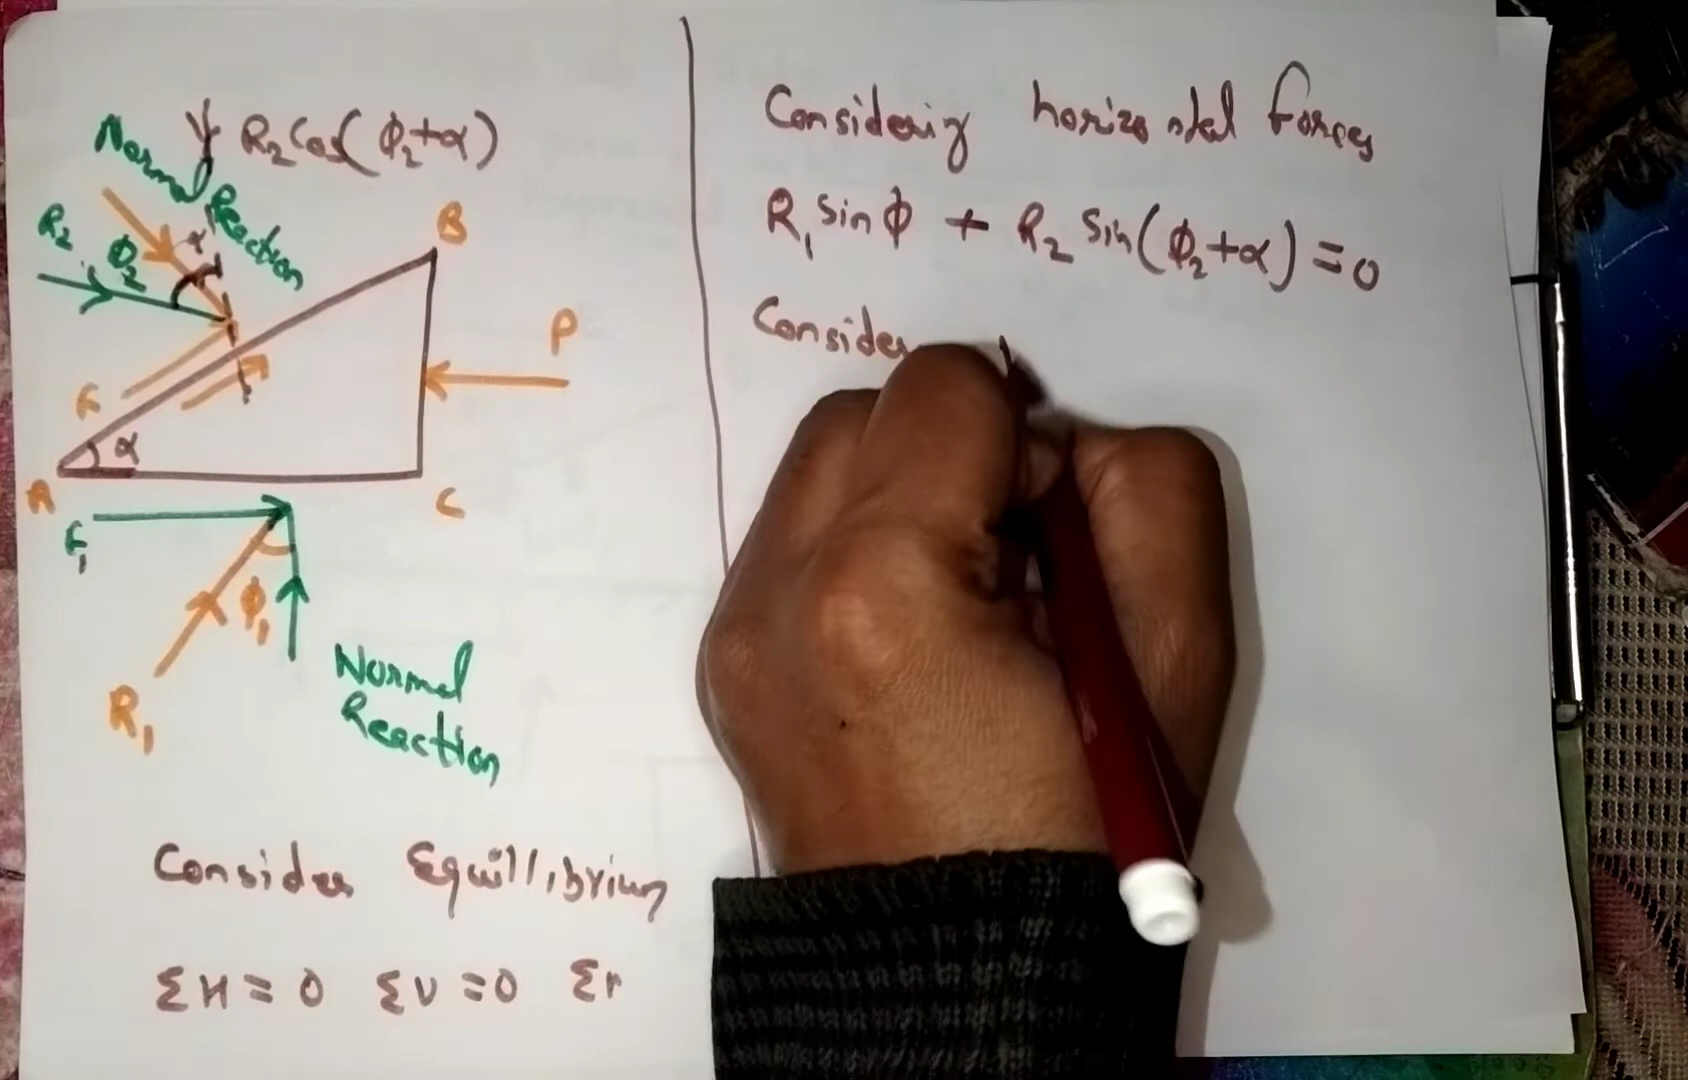 R₂ Cos(ϕ₂+α)
Normal Reaction
R₂
ϕ₂
α
B
P
F
α
A
C
F₁
ϕ₁
R₁
Normal
Reaction
Consider Equillibrium
ΣH = 0 ΣV = 0
Considering horizontal forces
R₁ Sinϕ + R₂ Sin(ϕ₂+α) = 0
Consider